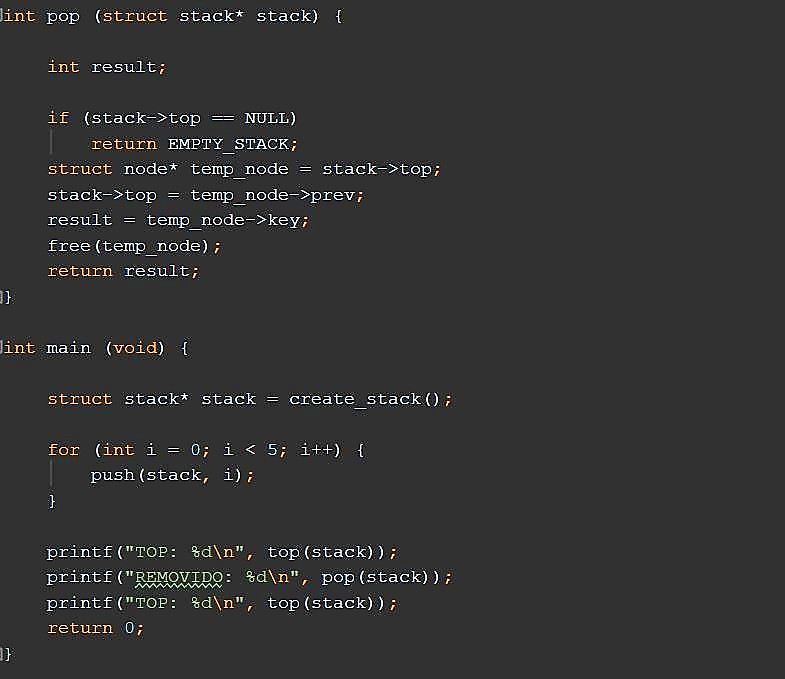 int pop (struct stack* stack) {
int result;
if (stack->top == NULL)
return EMPTY_STACK;
struct node* temp_node = stack->top;
stack->top = temp_node->prev;
result = temp_node->key;
free(temp_node);
return result;
}
int main (void) {
struct stack* stack = create_stack();
for (int i = 0; i < 5; i++) {
push(stack, i);
}
printf("TOP: %d\n", top(stack));
printf("REMOVIDO: %d\n", pop(stack));
printf("TOP: %d\n", top(stack));
return 0;
}